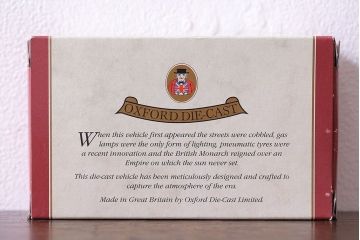 OXFORD DIE-CAST
When this vehicle first appeared the streets were cobbled, gas
lamps were the only form of lighting, pneumatic tyres were
a recent innovation and the British Monarch reigned over an
Empire on which the sun never set.
This die-cast vehicle has been meticulously designed and crafted to
capture the atmosphere of the era.
Made in Great Britain by Oxford Die-Cast Limited.